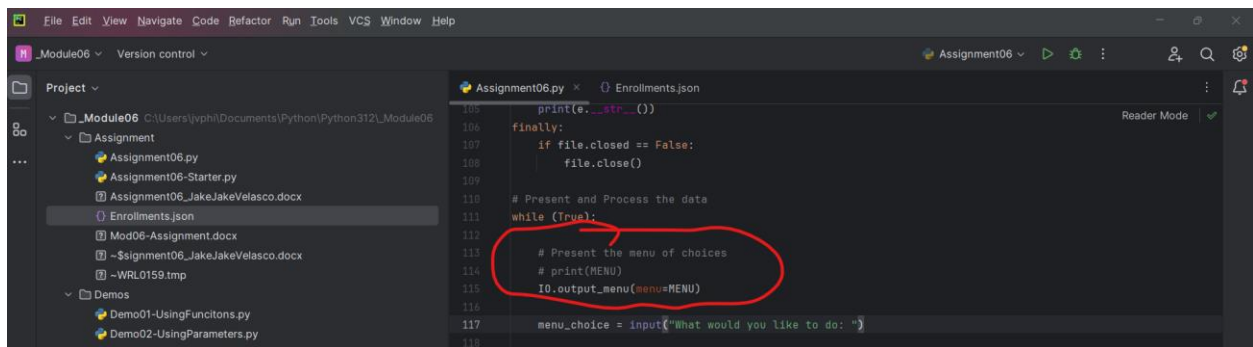 File Edit View Navigate Code Refactor Run Tools VCS Window Help
M _Module06 Version control Assignment06
Project
Assignment06.py × {} Enrollments.json
_Module06 C:\Users\jvphi\Documents\Python\Python312\_Module06
Assignment
Assignment06.py
Assignment06-Starter.py
Assignment06_JakeJakeVelasco.docx
{} Enrollments.json
Mod06-Assignment.docx
~$signment06_JakeJakeVelasco.docx
~WRL0159.tmp
Demos
Demo01-UsingFuncitons.py
Demo02-UsingParameters.py
Reader Mode
105 print(e.__str__())
106 finally:
107 if file.closed == False:
108 file.close()
109
110 # Present and Process the data
111 while (True):
112
113 # Present the menu of choices
114 # print(MENU)
115 IO.output_menu(menu=MENU)
116
117 menu_choice = input("What would you like to do: ")
118